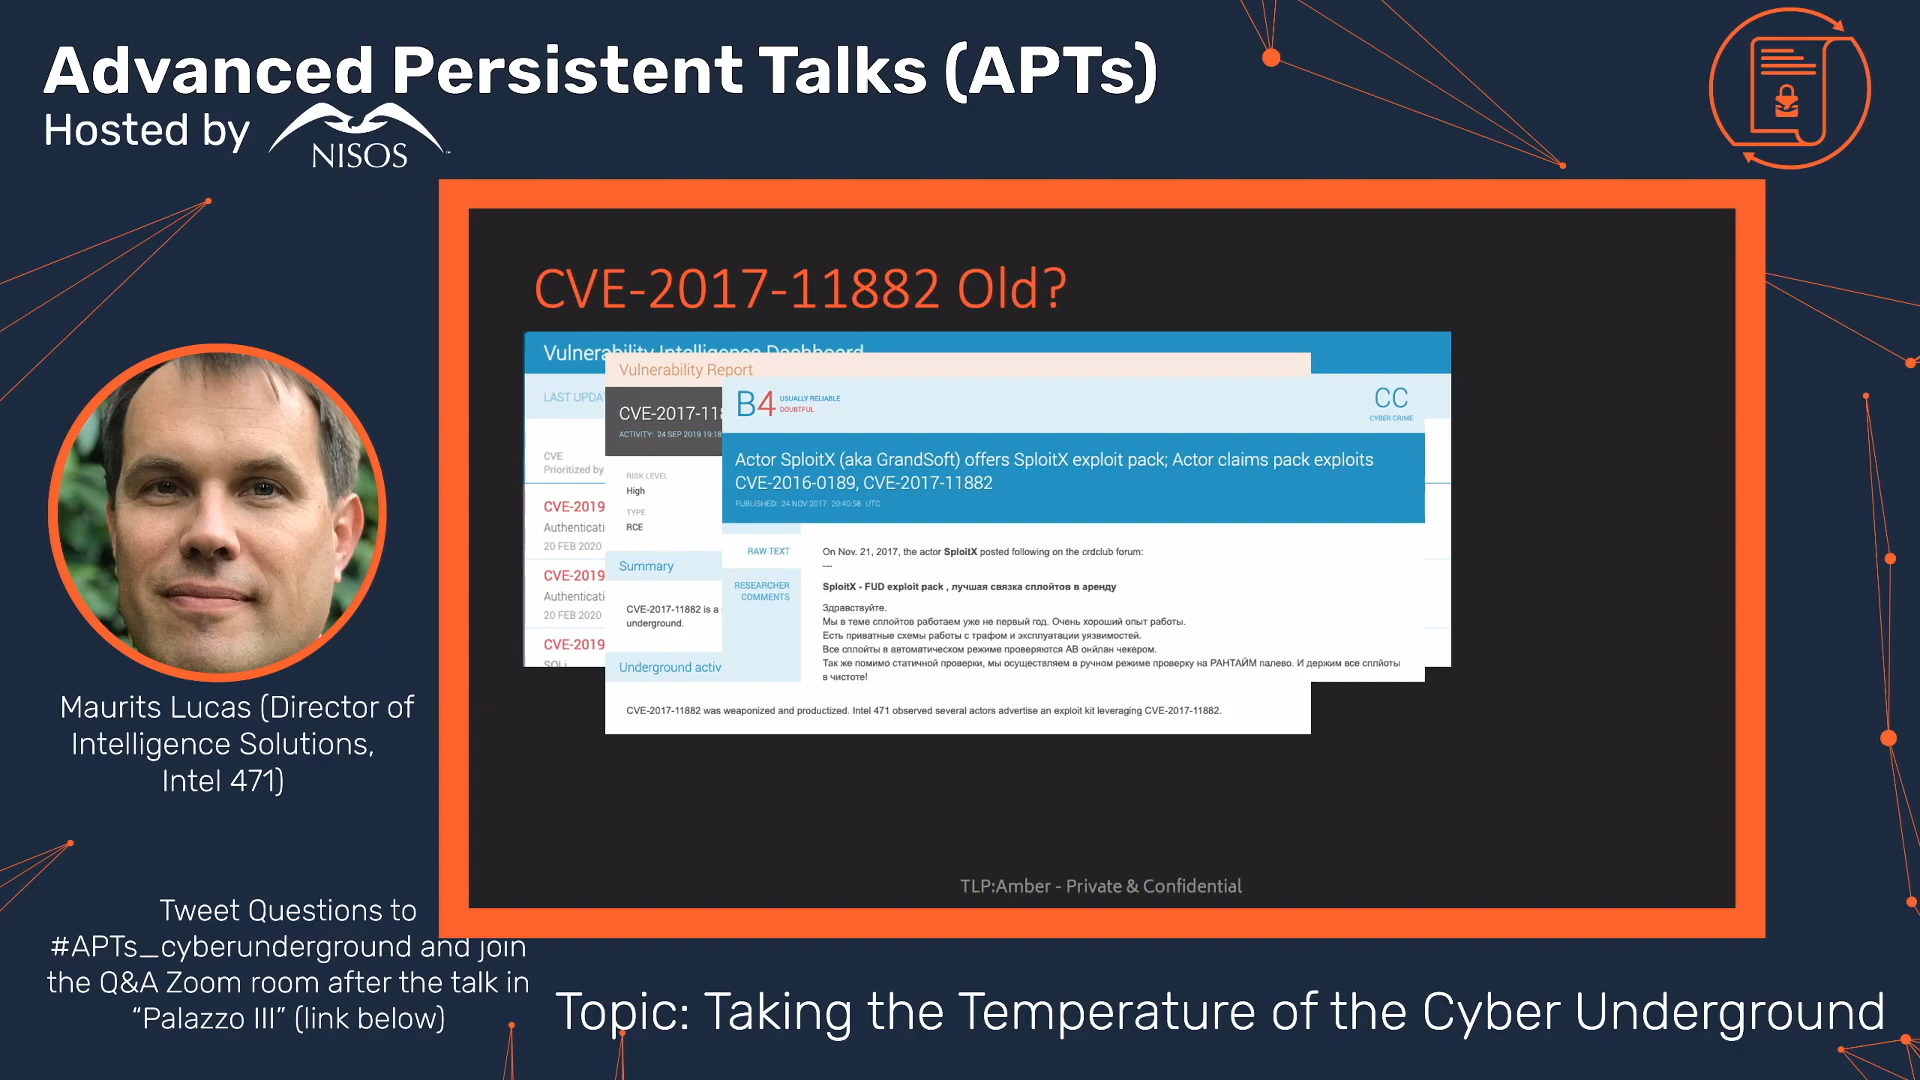 Advanced Persistent Talks (APTs)
Hosted by
NISOS
CVE-2017-11882 Old?
Vulnerability Intelligence Dashboard
LAST UPDA
CVE
Prioritized by
CVE-2019
Authenticati
20 FEB 2020
CVE-2019
Authenticati
20 FEB 2020
CVE-2019
SQLi
Vulnerability Report
CVE-2017-118
ACTIVITY: 24 SEP 2019 19:18
RISK LEVEL
High
TYPE
RCE
Summary
CVE-2017-11882 is a
underground.
Underground activ
CVE-2017-11882 was weaponized and productized. Intel 471 observed several actors advertise an exploit kit leveraging CVE-2017-11882.
B4 USUALLY RELIABLE
DOUBTFUL
CC
CYBER CRIME
Actor SploitX (aka GrandSoft) offers SploitX exploit pack; Actor claims pack exploits
CVE-2016-0189, CVE-2017-11882
PUBLISHED: 24 NOV 2017 20:40:58 UTC
RAW TEXT
RESEARCHER
COMMENTS
On Nov. 21, 2017, the actor SploitX posted following on the crdclub forum:
---
SploitX - FUD exploit pack , лучшая связка сплойтов в аренду
Здравствуйте.
Мы в теме сплойтов работаем уже не первый год. Очень хороший опыт работы.
Есть приватные схемы работы с трафом и эксплуатации уязвимостей.
Все сплойты в автоматическом режиме проверяются АВ онйлан чекером.
Так же помимо статичной проверки, мы осуществляем в ручном режиме проверку на РАНТАЙМ палево. И держим все сплйоты
в чистоте!
TLP:Amber - Private & Confidential
Maurits Lucas (Director of
Intelligence Solutions,
Intel 471)
Tweet Questions to
#APTs_cyberunderground and join
the Q&A Zoom room after the talk in
“Palazzo III” (link below)
Topic: Taking the Temperature of the Cyber Underground